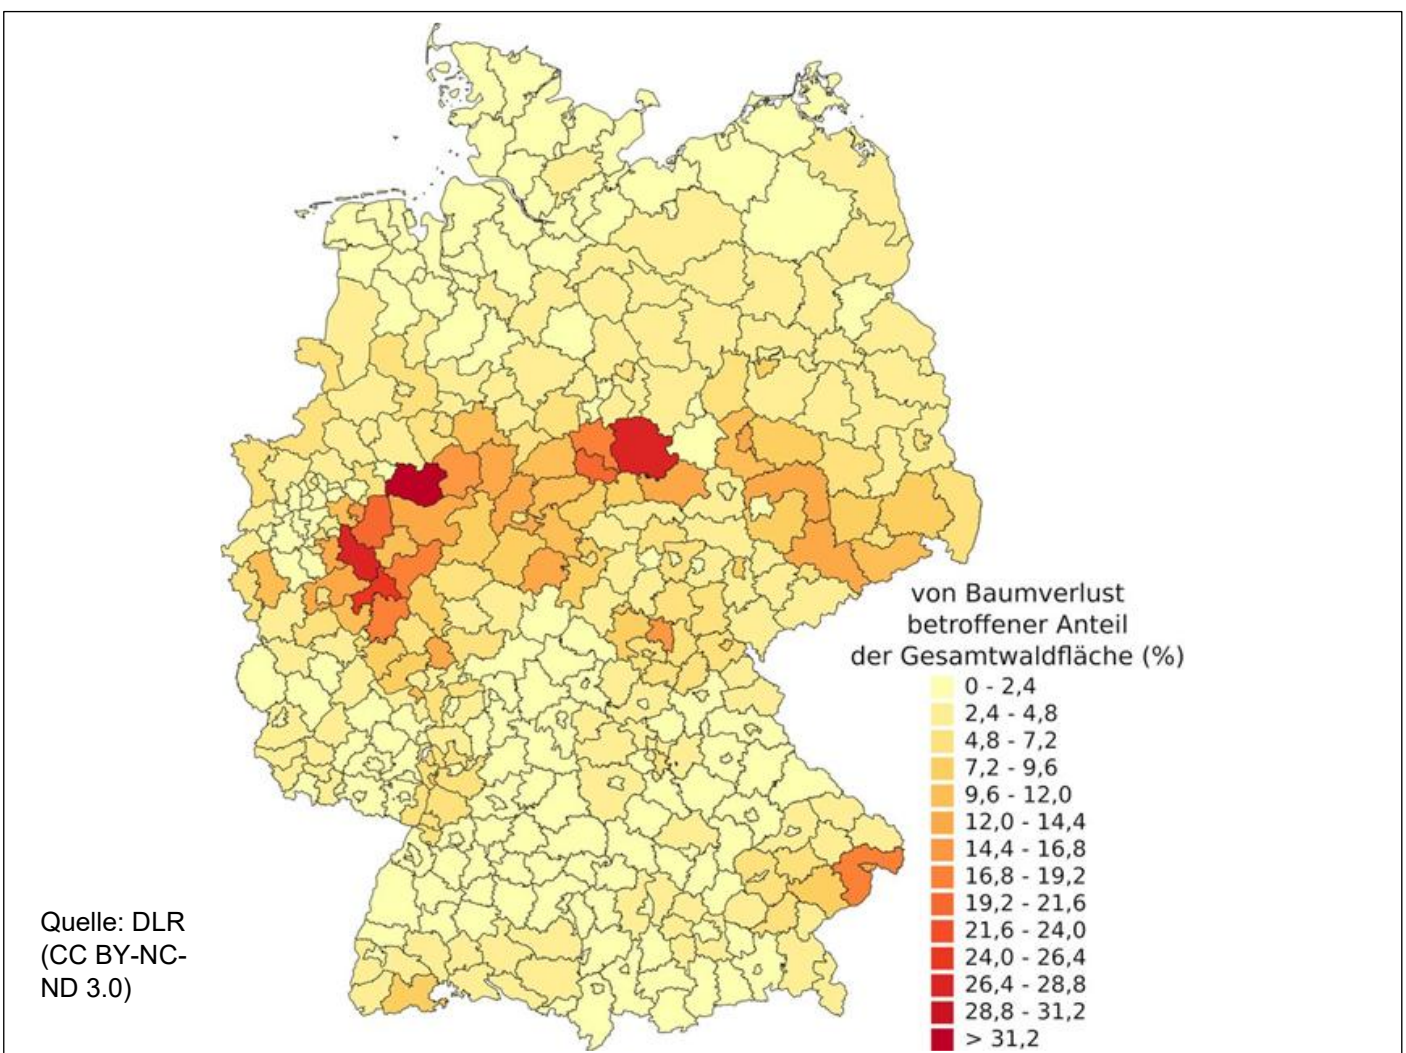 von Baumverlust
betroffener Anteil
der Gesamtwaldfläche (%)
0 - 2,4
2,4 - 4,8
4,8 - 7,2
7,2 - 9,6
9,6 - 12,0
12,0 - 14,4
14,4 - 16,8
16,8 - 19,2
19,2 - 21,6
21,6 - 24,0
24,0 - 26,4
26,4 - 28,8
28,8 - 31,2
> 31,2
Quelle: DLR
(CC BY-NC-
ND 3.0)